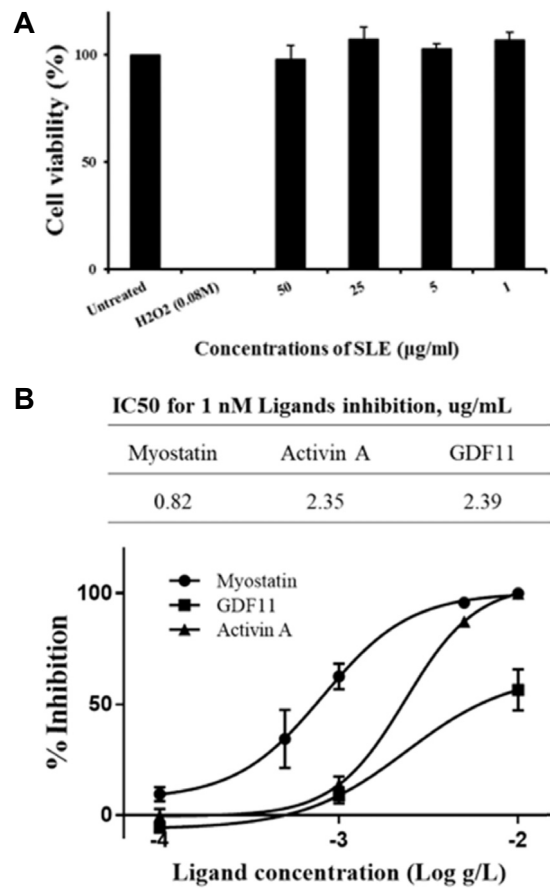 A
Cell viability (%)
100
50
0
Untreated
H2O2 (0.08M)
50
25
5
1
Concentrations of SLE (μg/ml)
B
IC50 for 1 nM Ligands inhibition, ug/mL
Myostatin Activin A GDF11
0.82 2.35 2.39
% Inhibition
100
50
0
Myostatin
GDF11
Activin A
-4 -3 -2
Ligand concentration (Log g/L)